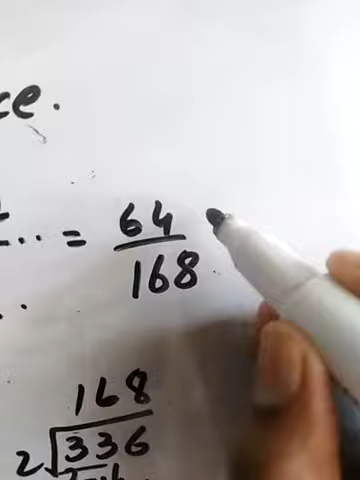 ce.
... = 64/168
..
168
2√336